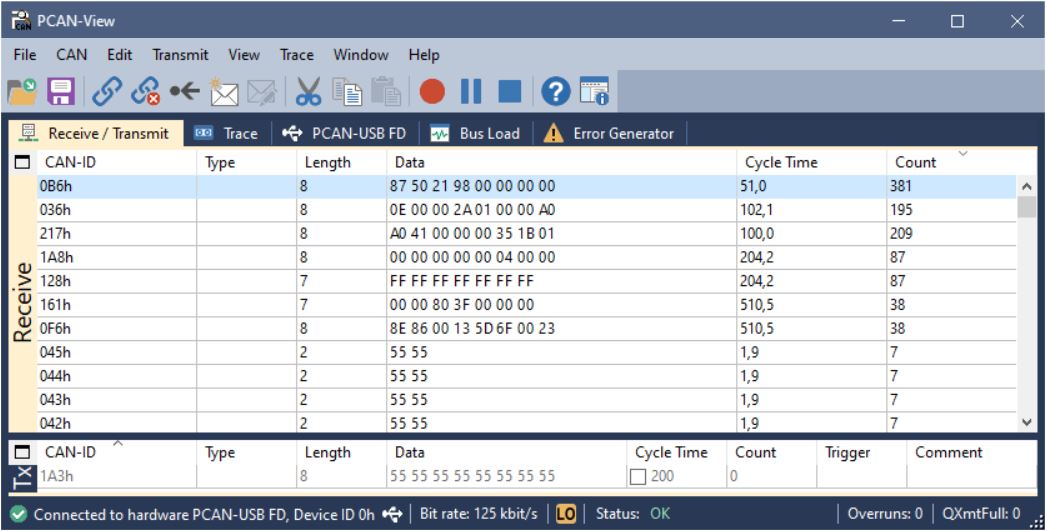 PCAN-View
File CAN Edit Transmit View Trace Window Help
Receive / Transmit Trace PCAN-USB FD Bus Load Error Generator
CAN-ID Type Length Data Cycle Time Count
0B6h 8 87 50 21 98 00 00 00 00 51,0 381
036h 8 0E 00 00 2A 01 00 00 A0 102,1 195
217h 8 A0 41 00 00 00 35 1B 01 100,0 209
1A8h 8 00 00 00 00 00 04 00 00 204,2 87
128h 7 FF FF FF FF FF FF FF 204,2 87
161h 7 00 00 80 3F 00 00 00 510,5 38
0F6h 8 8E 86 00 13 5D 6F 00 23 510,5 38
045h 2 55 55 1,9 7
044h 2 55 55 1,9 7
043h 2 55 55 1,9 7
042h 2 55 55 1,9 7
Receive
CAN-ID Type Length Data Cycle Time Count Trigger Comment
1A3h 8 55 55 55 55 55 55 55 55 200 0
Tx
Connected to hardware PCAN-USB FD, Device ID 0h Bit rate: 125 kbit/s LO Status: OK Overruns: 0 QXmtFull: 0